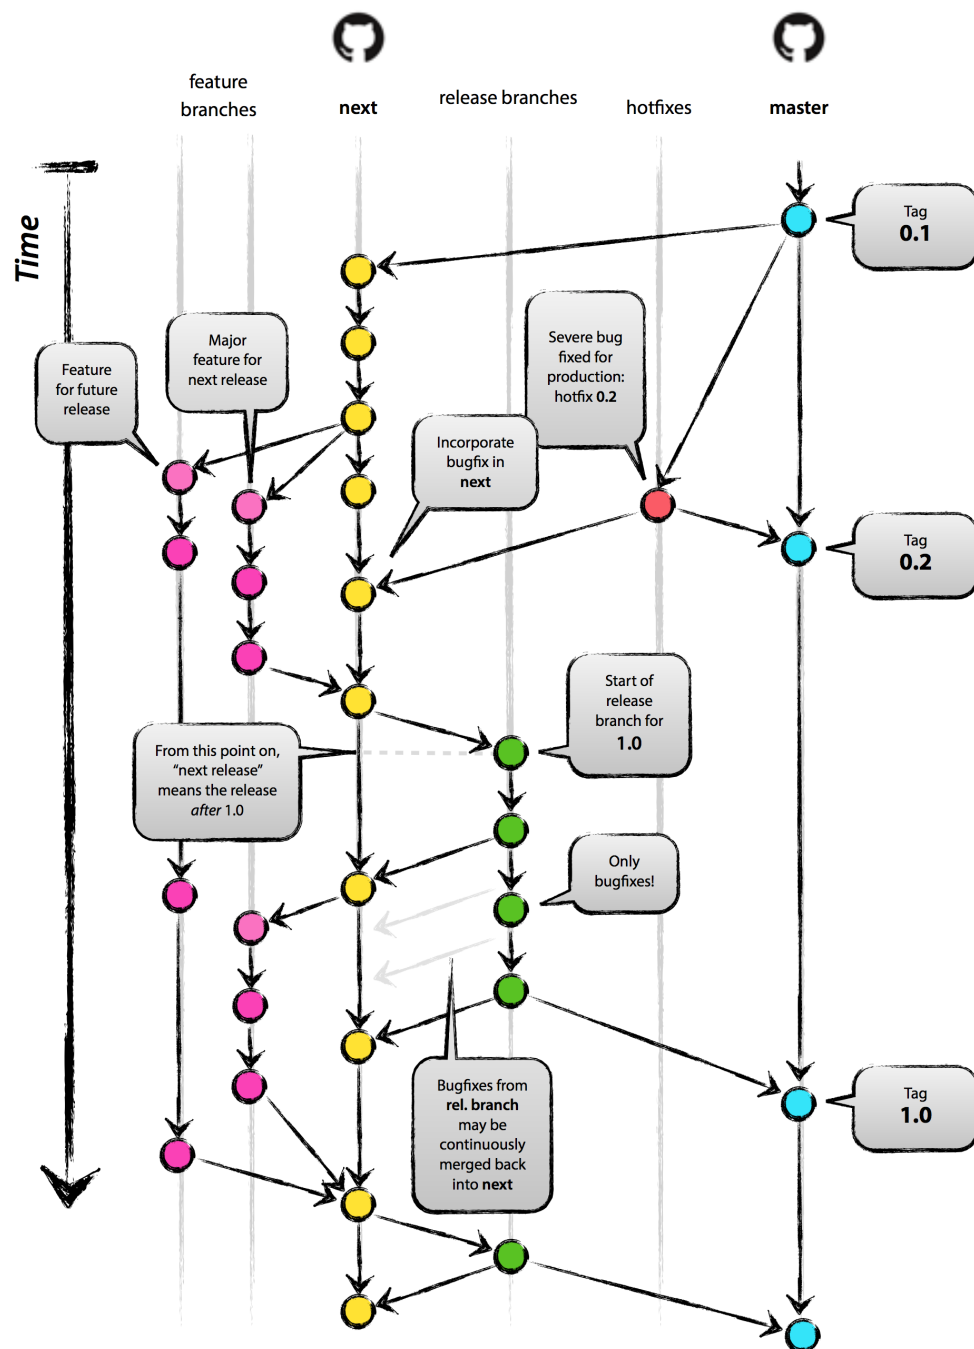 feature
branches
next
release branches
hotfixes
master
Time
Tag
0.1
Major
feature for
next release
Severe bug
fixed for
production:
hotfix 0.2
Feature
for future
release
Incorporate
bugfix in
next
Tag
0.2
Start of
release
branch for
1.0
From this point on,
“next release”
means the release
after 1.0
Only
bugfixes!
Bugfixes from
rel. branch
may be
continuously
merged back
into next
Tag
1.0